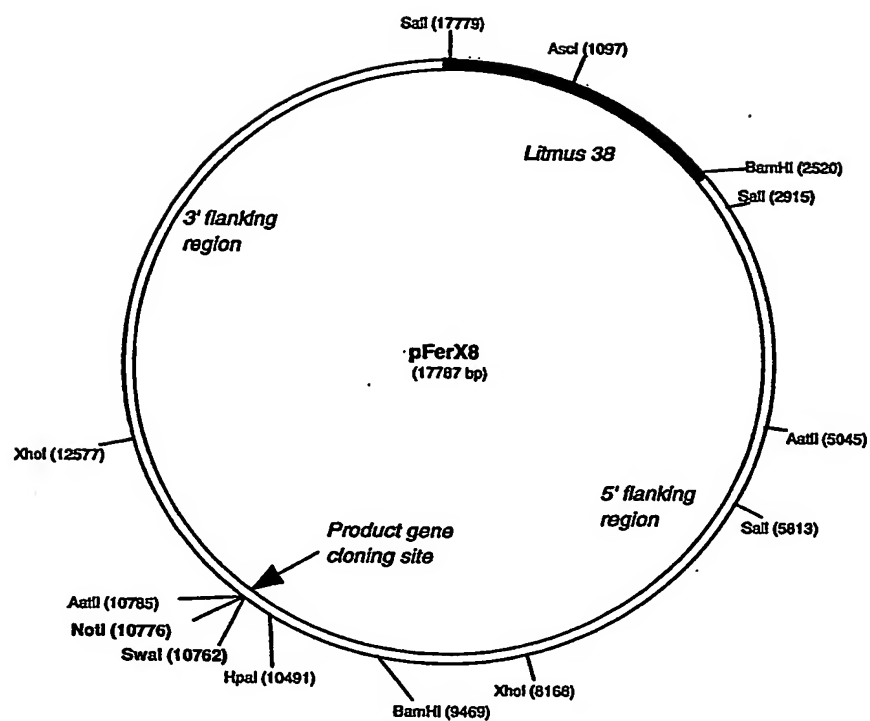 SalI (17779)
AscI (1097)
Litmus 38
BamHI (2520)
SalI (2915)
3' flanking
region
pFerX8
(17787 bp)
AatII (5045)
XhoI (12577)
5' flanking
region
SalI (5813)
Product gene
cloning site
AatII (10785)
NotI (10776)
SwaI (10762)
HpaI (10491)
XhoI (8168)
BamHI (9469)